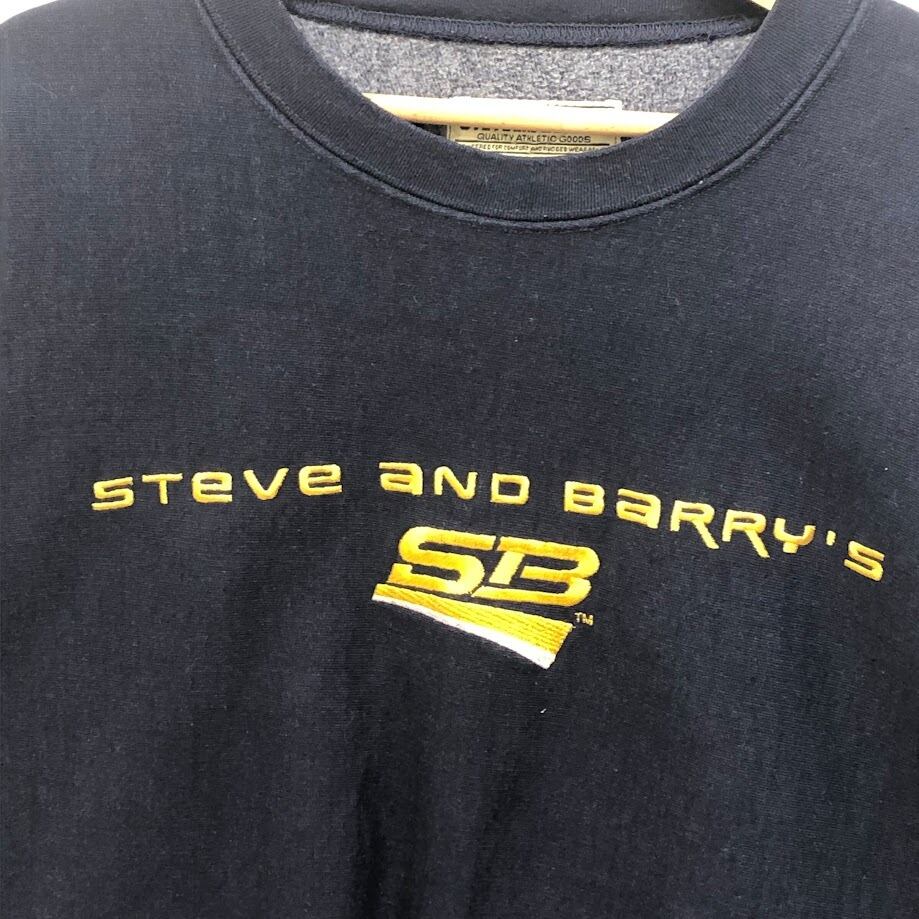 QUALITY ATHLETIC GOODS
STEVE AND BARRY'S
SB
TM